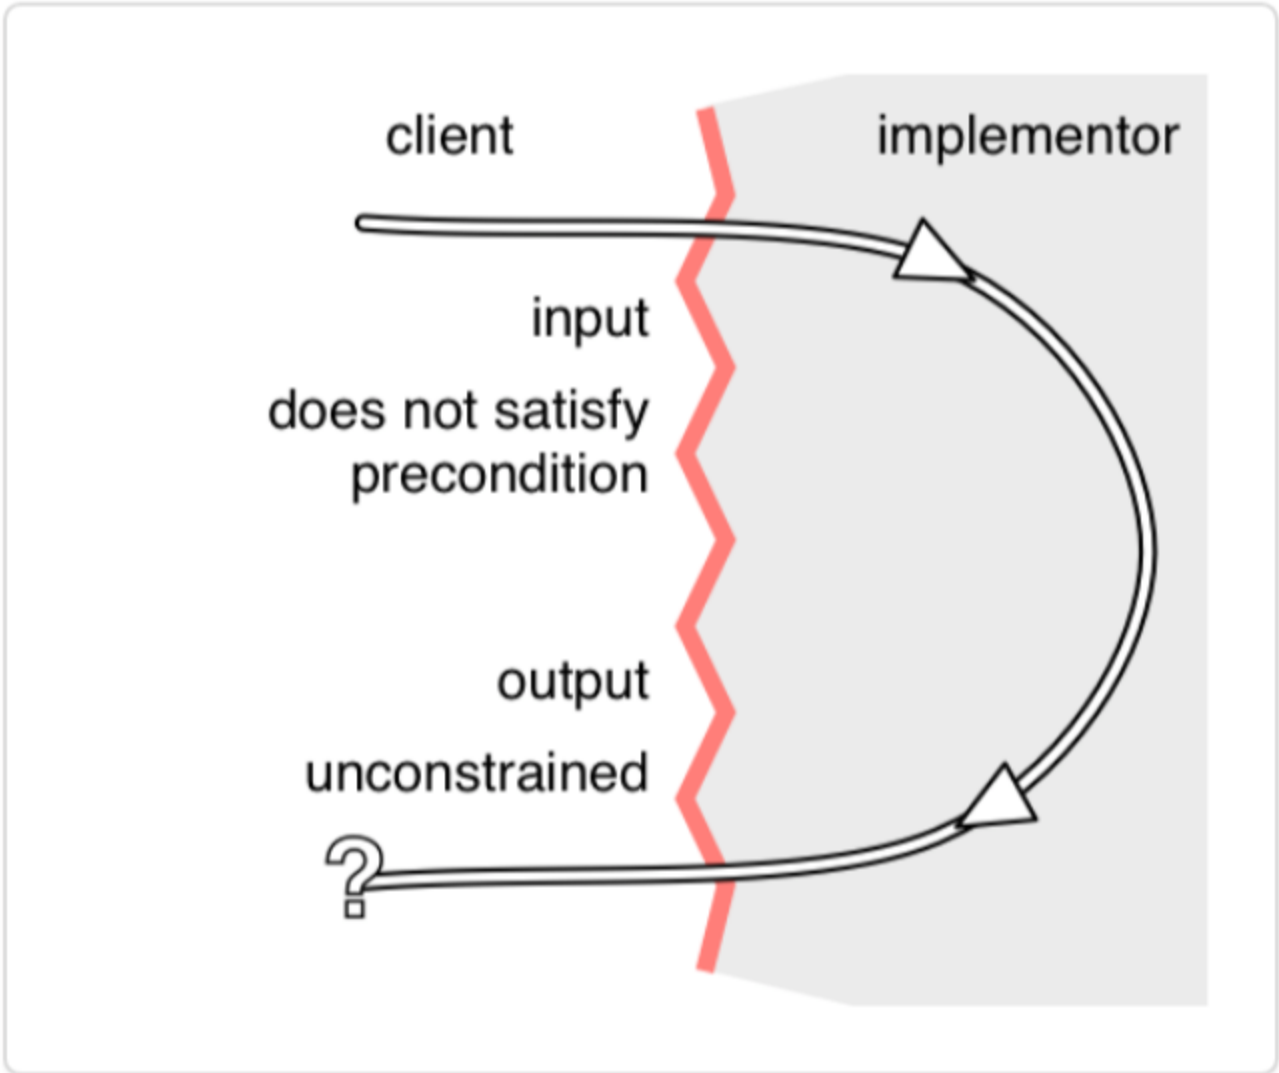 client
implementor
input
does not satisfy
precondition
output
unconstrained
?